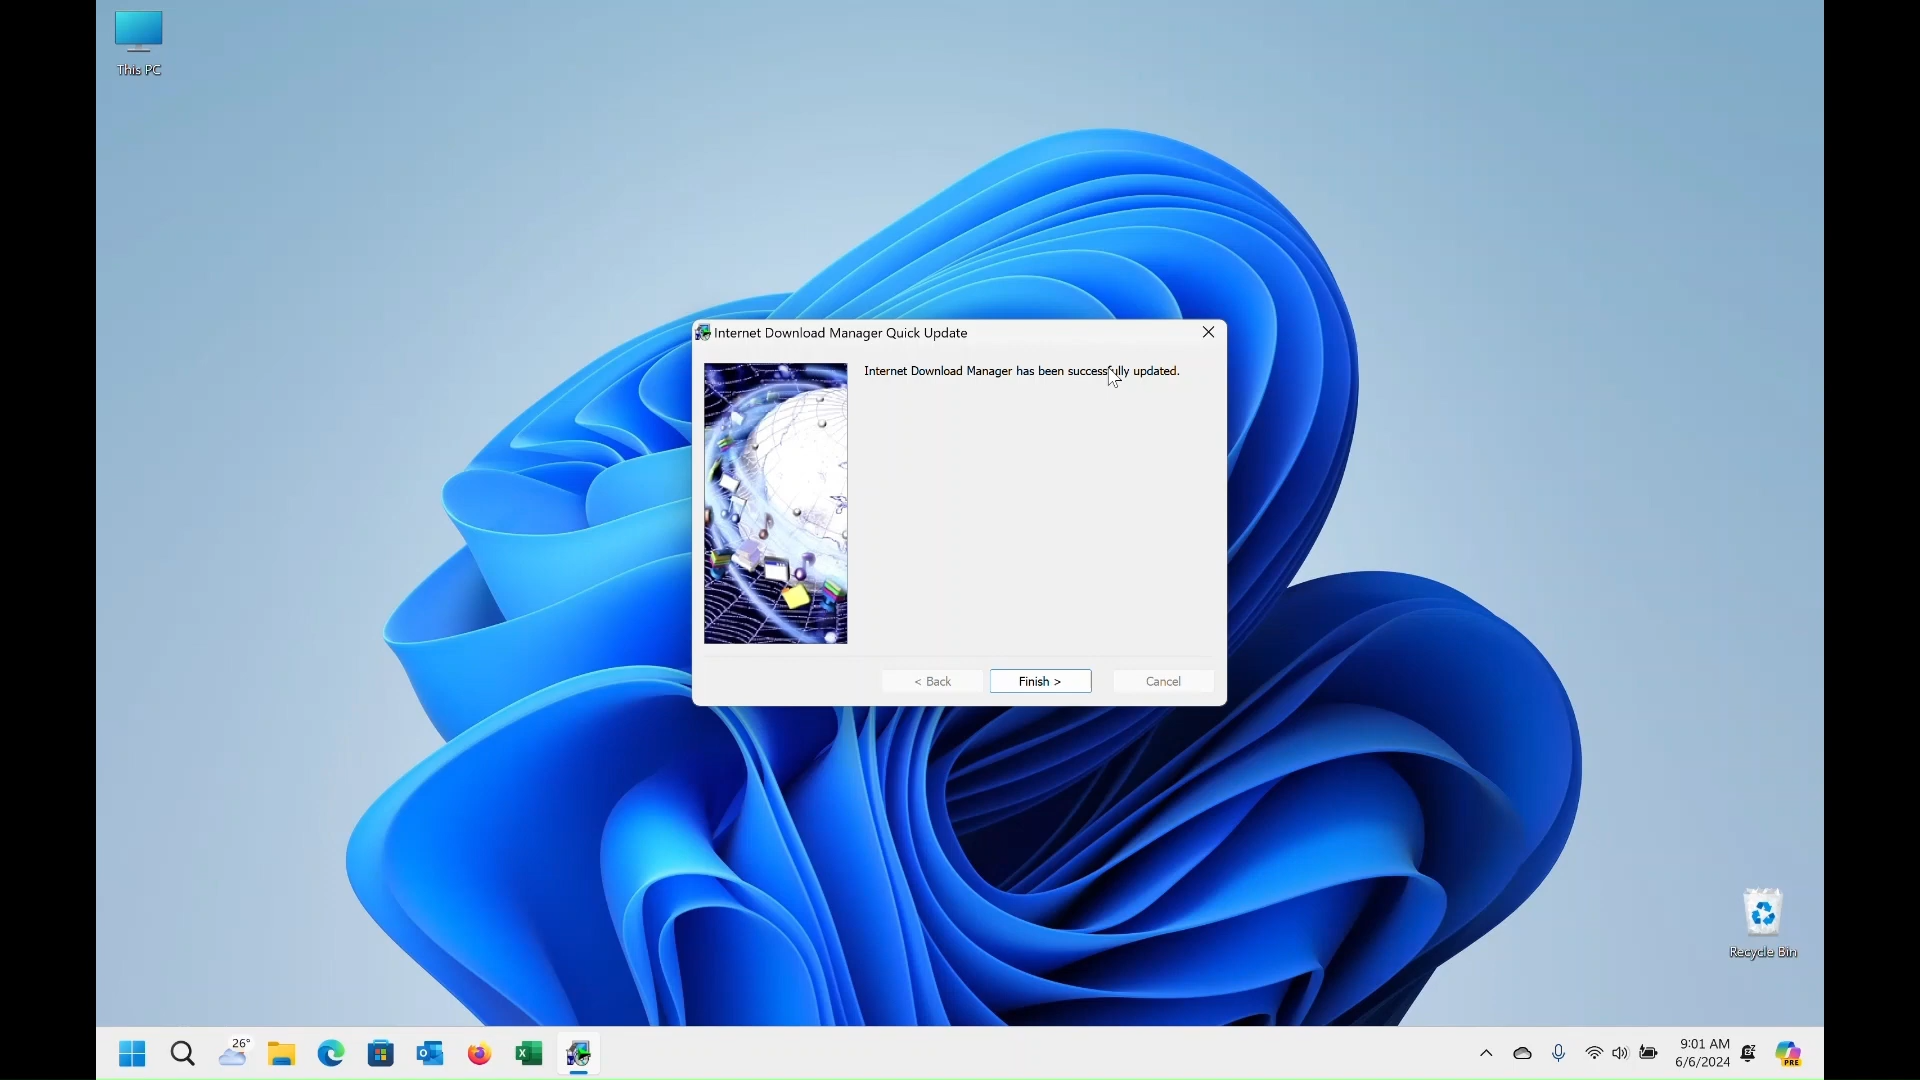 This PC
Internet Download Manager Quick Update
Internet Download Manager has been successfully updated.
< Back
Finish >
Cancel
Recycle Bin
26°
9:01 AM
6/6/2024
PRE